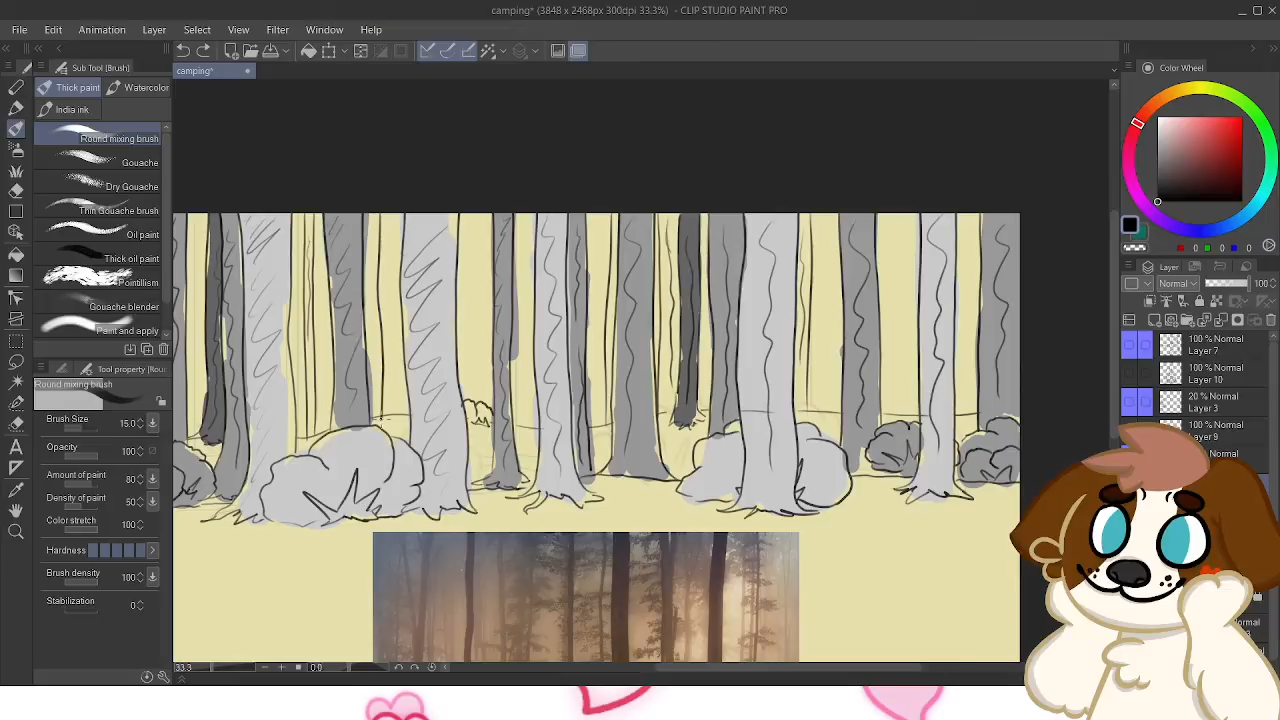 camping* (3848 x 2468px 300dpi 33.3%) - CLIP STUDIO PAINT PRO
File Edit Animation Layer Select View Filter Window Help
Sub Tool [Brush]
camping*
Color Wheel
Thick paint
Watercolor
India ink
Round mixing brush
Gouache
Dry Gouache
Thin Gouache brush
Oil paint
Thick oil paint
Pointillism
Gouache blender
Paint and apply
0 0 0
Layer
Normal 100
100 % Normal
Layer 7
100 % Normal
Layer 10
20 % Normal
Layer 3
100 % Normal
Tool property [Rou
Round mixing brush
Brush Size 15.0
Opacity 100
Amount of paint 80
Density of paint 50
Color stretch 100
Hardness
Brush density 100
Stabilization 0
33.3 0.0